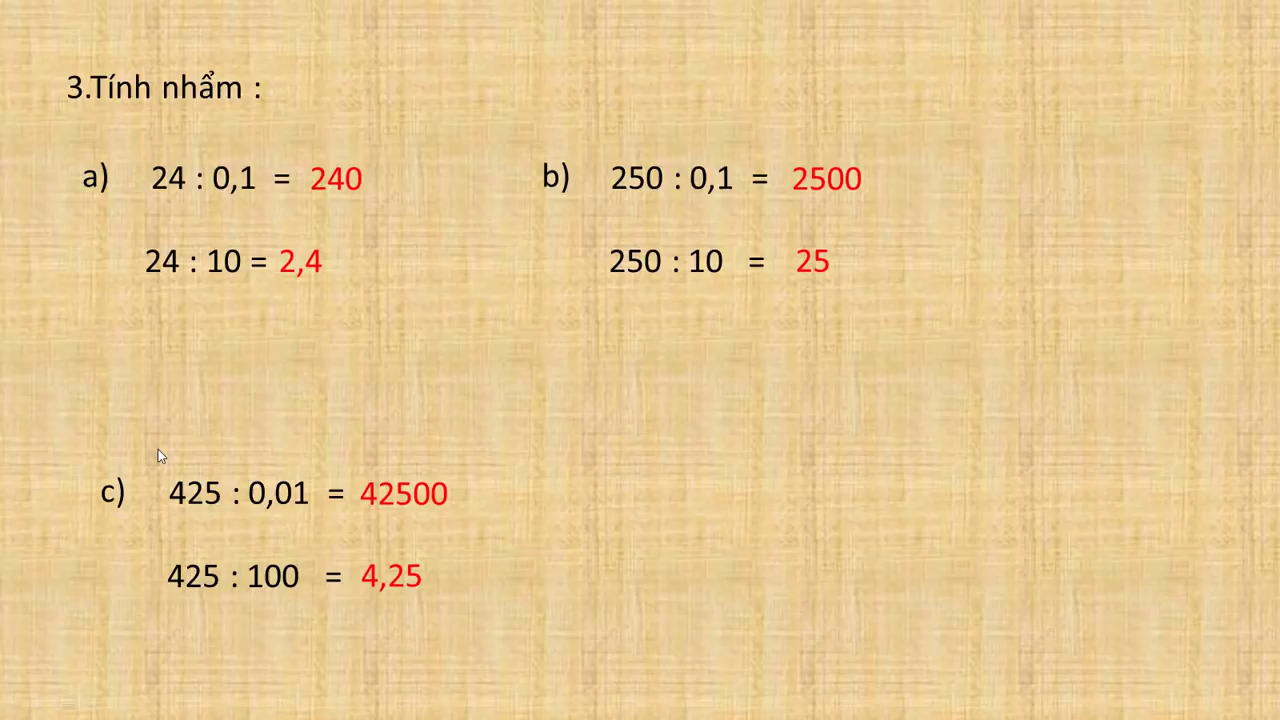 3.Tính nhẩm :
a) 24 : 0,1 = 240
24 : 10 = 2,4
b) 250 : 0,1 = 2500
250 : 10 = 25
c) 425 : 0,01 = 42500
425 : 100 = 4,25